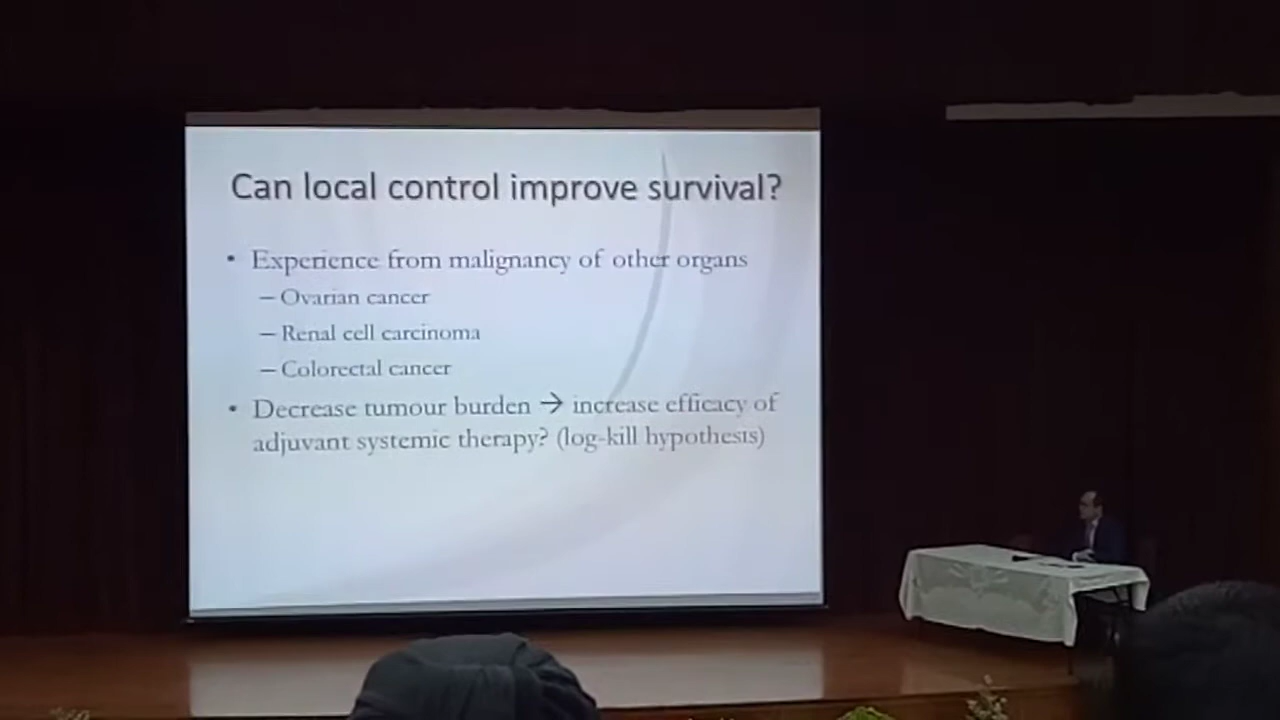 Can local control improve survival?
• Experience from malignancy of other organs
– Ovarian cancer
– Renal cell carcinoma
– Colorectal cancer
• Decrease tumour burden → increase efficacy of
adjuvant systemic therapy? (log-kill hypothesis)